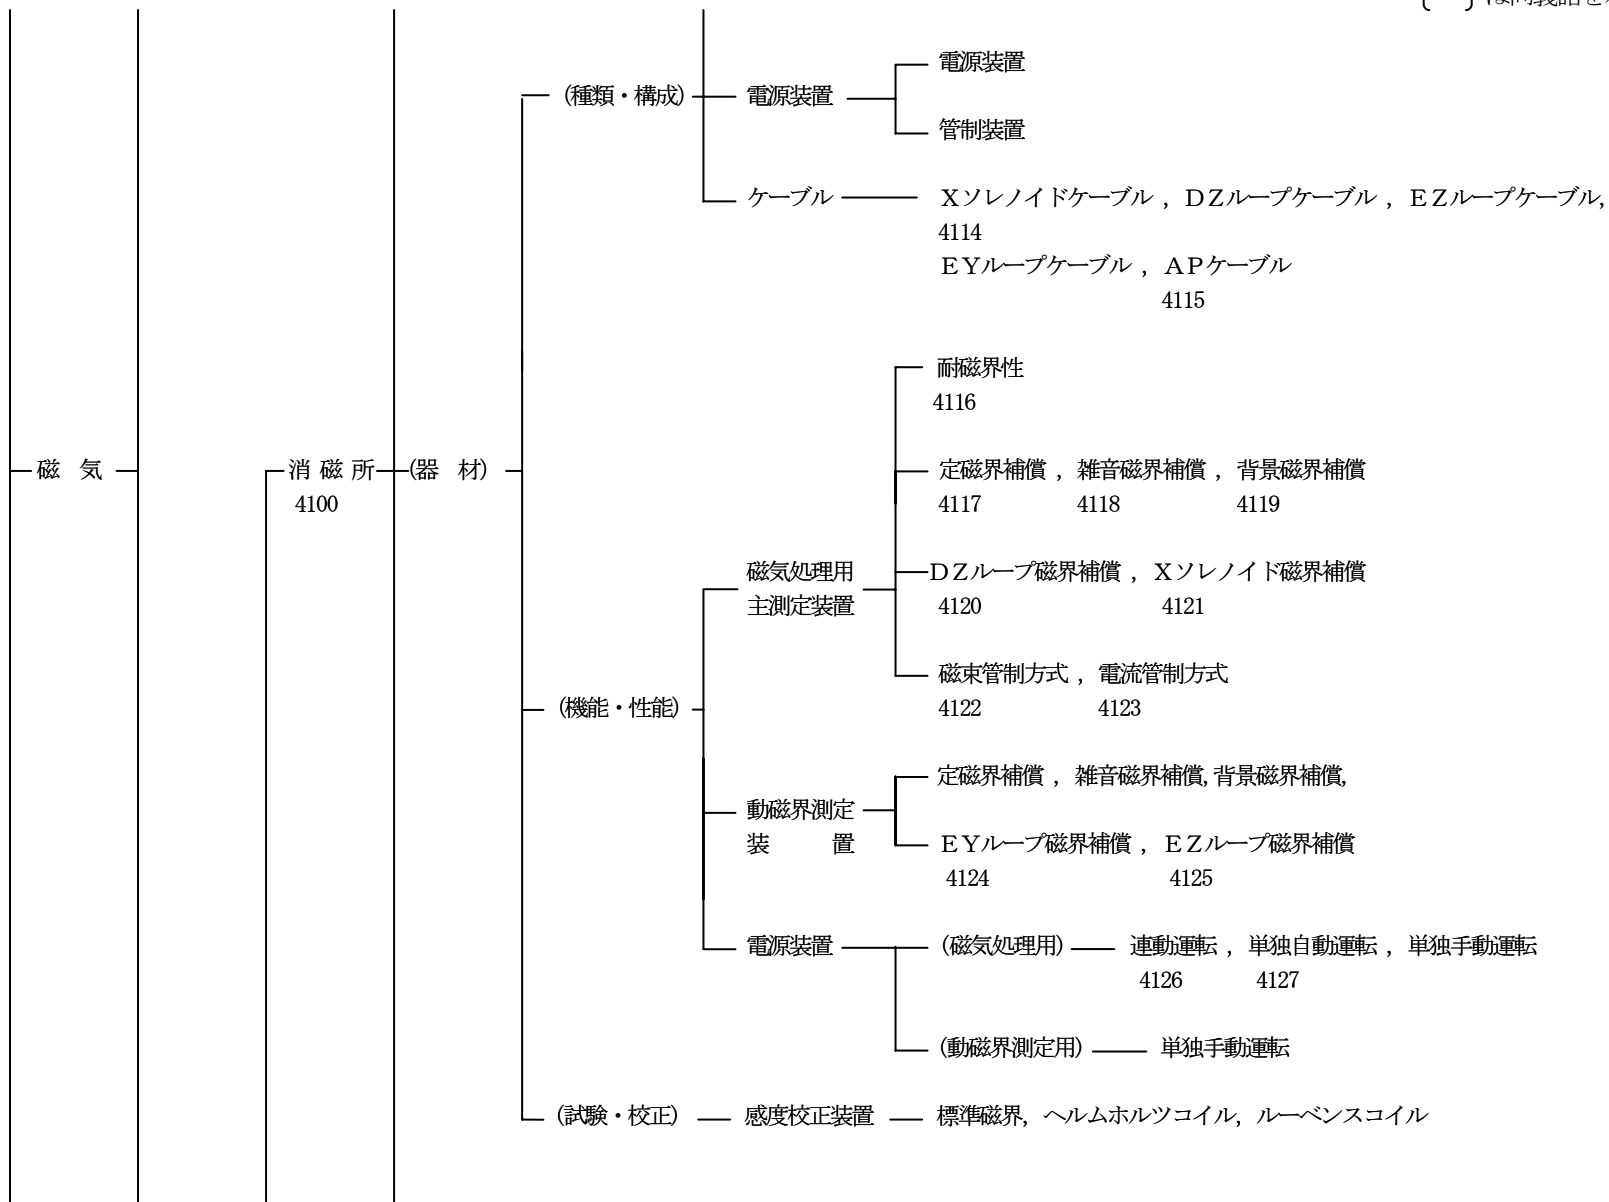 は同義語を
電源装置
(種類・構成) 電源装置
管制装置
ケーブル Ｘソレノイドケーブル , ＤＺループケーブル , ＥＺループケーブル,
4114
ＥＹループケーブル , ＡＰケーブル
4115
耐磁界性
4116
磁 気 消 磁 所 (器 材) 定磁界補償 , 雑音磁界補償 , 背景磁界補償
4100 4117 4118 4119
磁気処理用 ＤＺループ磁界補償 , Ｘソレノイド磁界補償
主測定装置 4120 4121
磁束管制方式 , 電流管制方式
(機能・性能) 4122 4123
定磁界補償 , 雑音磁界補償, 背景磁界補償,
動磁界測定
装 置 ＥＹループ磁界補償 , ＥＺループ磁界補償
4124 4125
電源装置 (磁気処理用) 連動運転 , 単独自動運転 , 単独手動運転
4126 4127
(動磁界測定用) 単独手動運転
(試験・校正) 感度校正装置 標準磁界, ヘルムホルツコイル, ルーベンスコイル